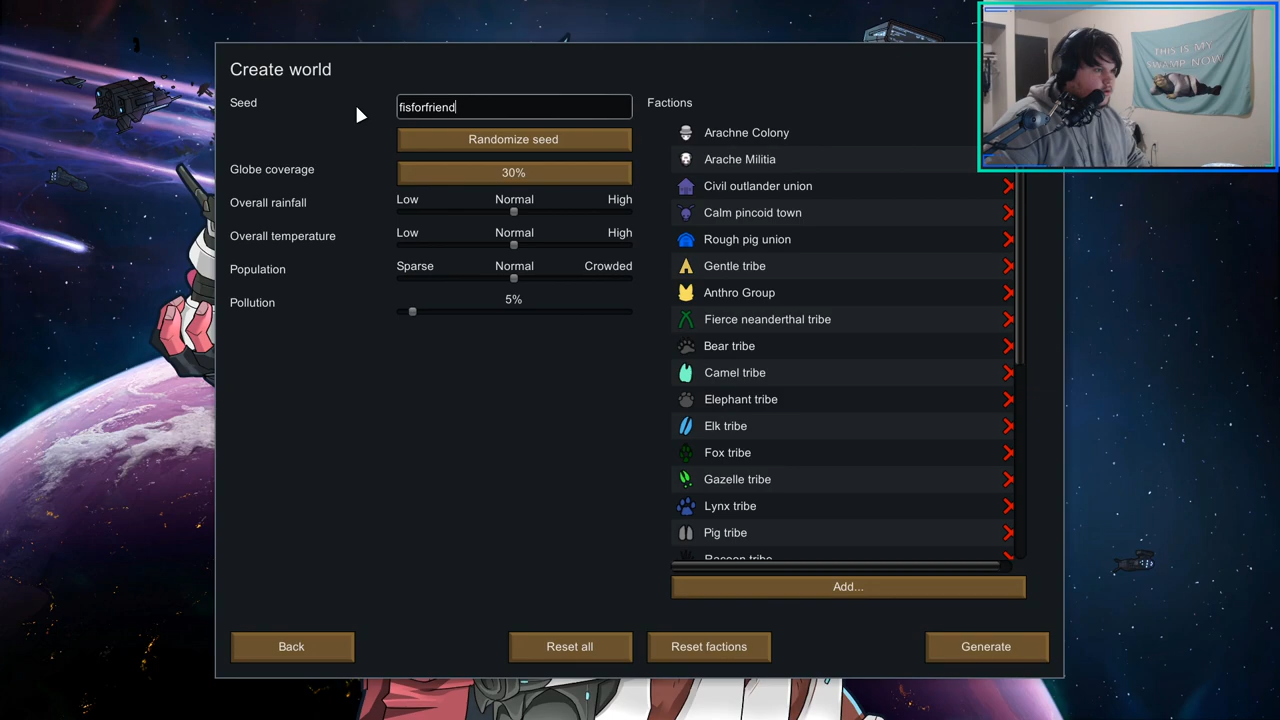 Create world
Seed
fisforfriend
Randomize seed
Globe coverage
30%
Overall rainfall
Low Normal High
Overall temperature
Low Normal High
Population
Sparse Normal Crowded
Pollution
5%
Factions
Arachne Colony
Arache Militia
Civil outlander union
Calm pincoid town
Rough pig union
Gentle tribe
Anthro Group
Fierce neanderthal tribe
Bear tribe
Camel tribe
Elephant tribe
Elk tribe
Fox tribe
Gazelle tribe
Lynx tribe
Pig tribe
Racoon tribe
Add...
Back
Reset all
Reset factions
Generate
THIS IS MY
SWAMP NOW